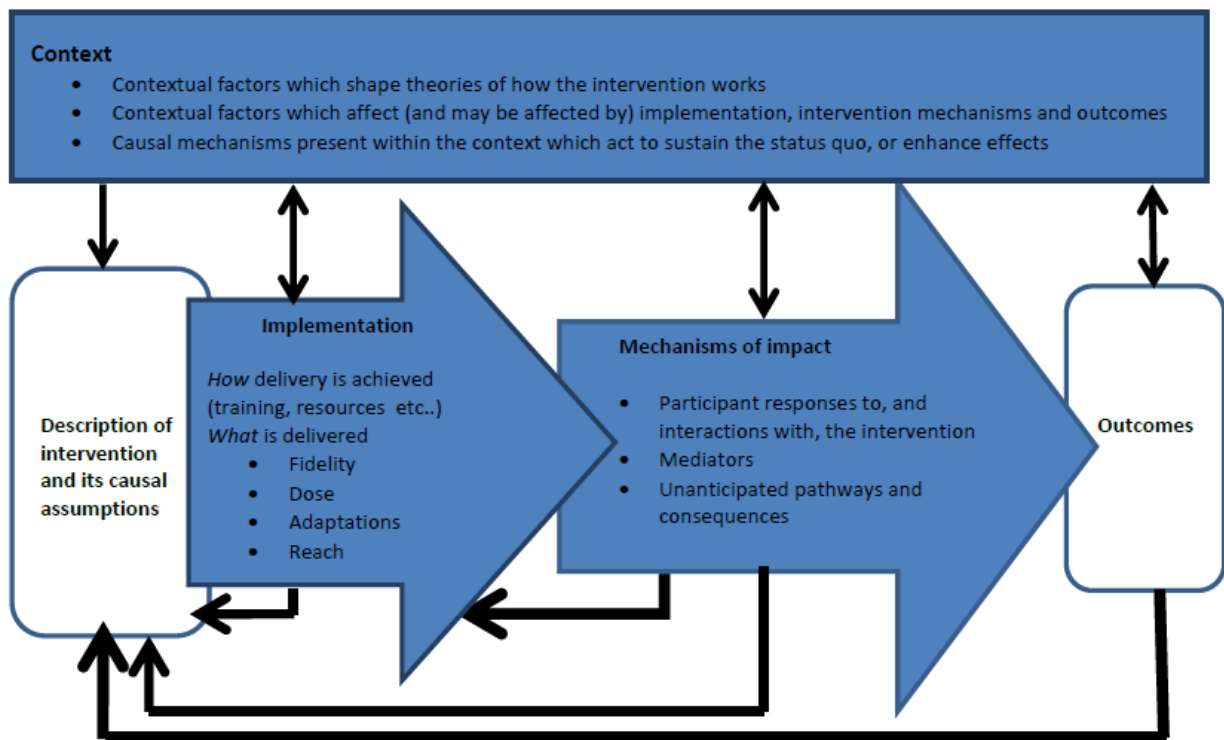 Context
• Contextual factors which shape theories of how the intervention works
• Contextual factors which affect (and may be affected by) implementation, intervention mechanisms and outcomes
• Causal mechanisms present within the context which act to sustain the status quo, or enhance effects
Description of
intervention
and its causal
assumptions
Implementation
How delivery is achieved
(training, resources etc..)
What is delivered
• Fidelity
• Dose
• Adaptations
• Reach
Mechanisms of impact
• Participant responses to, and
interactions with, the intervention
• Mediators
• Unanticipated pathways and
consequences
Outcomes